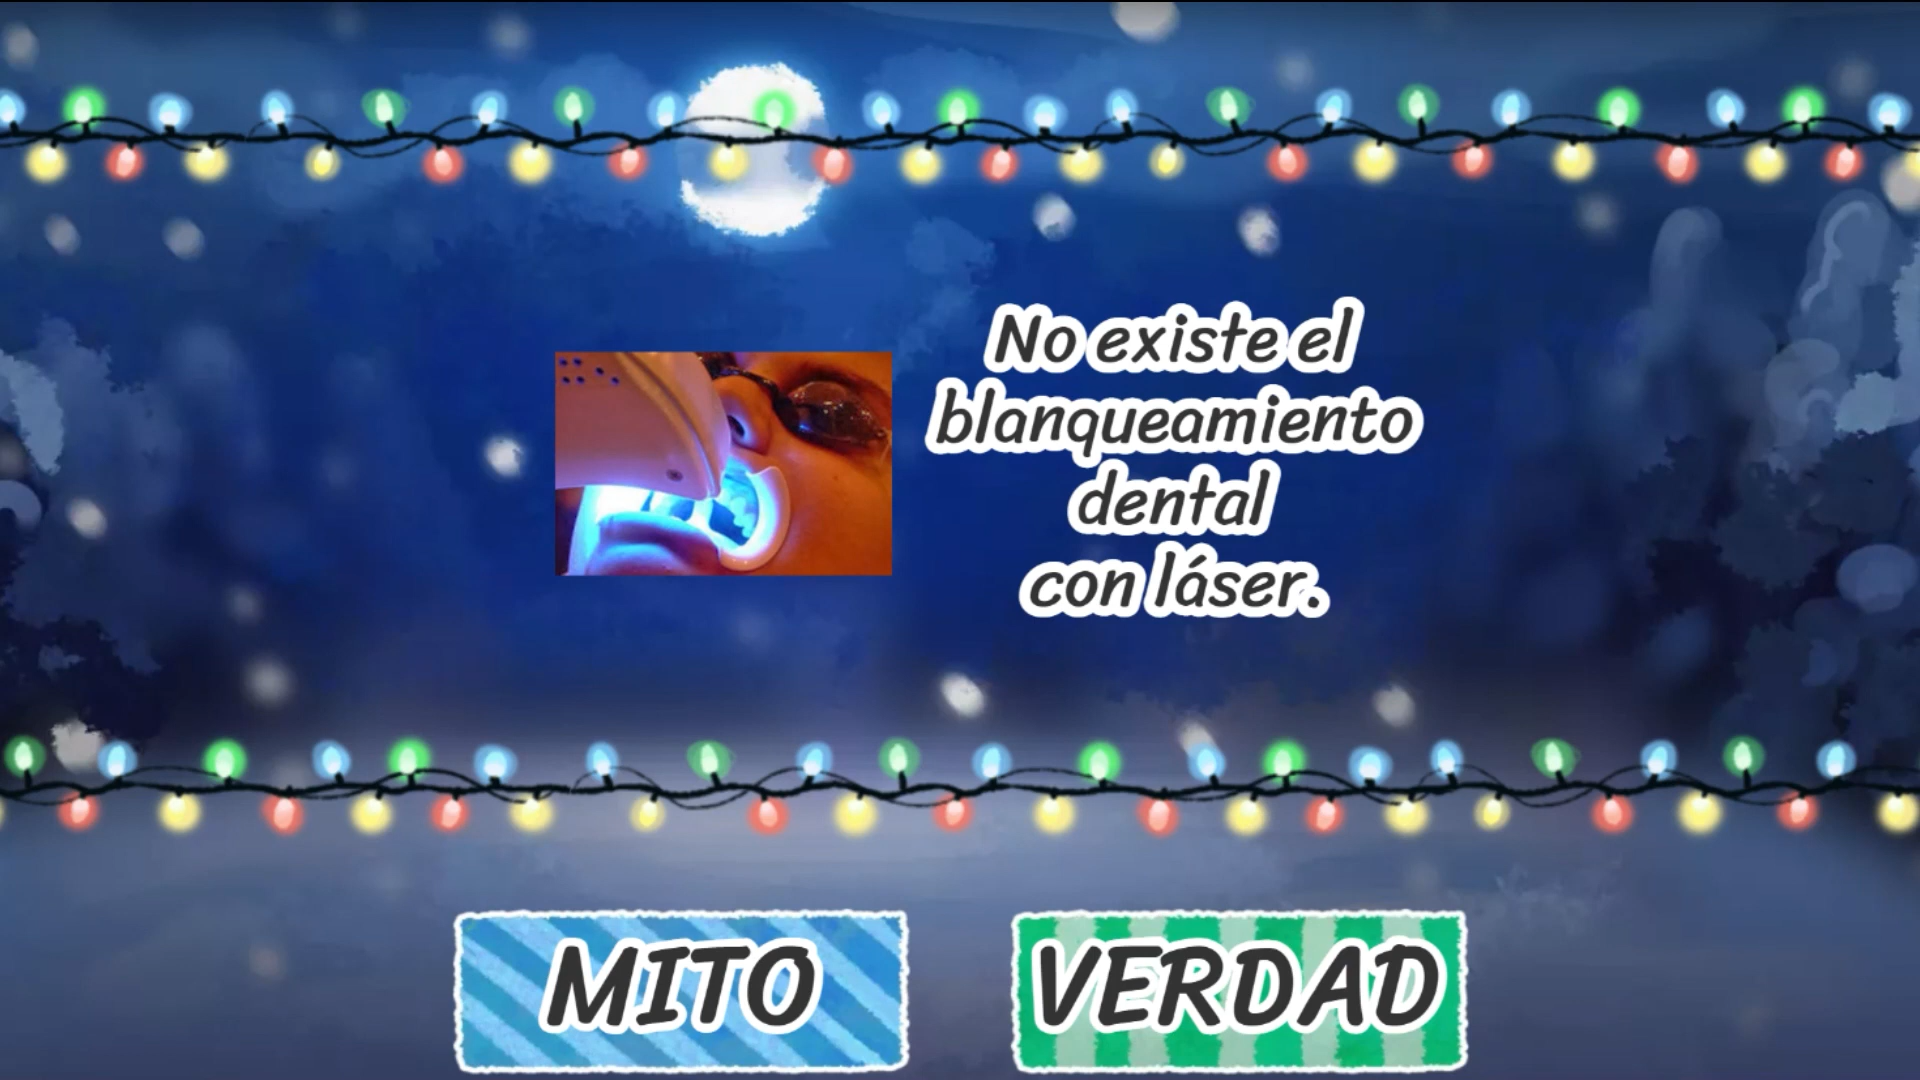 No existe el
blanqueamiento
dental
con láser.
MITO
VERDAD